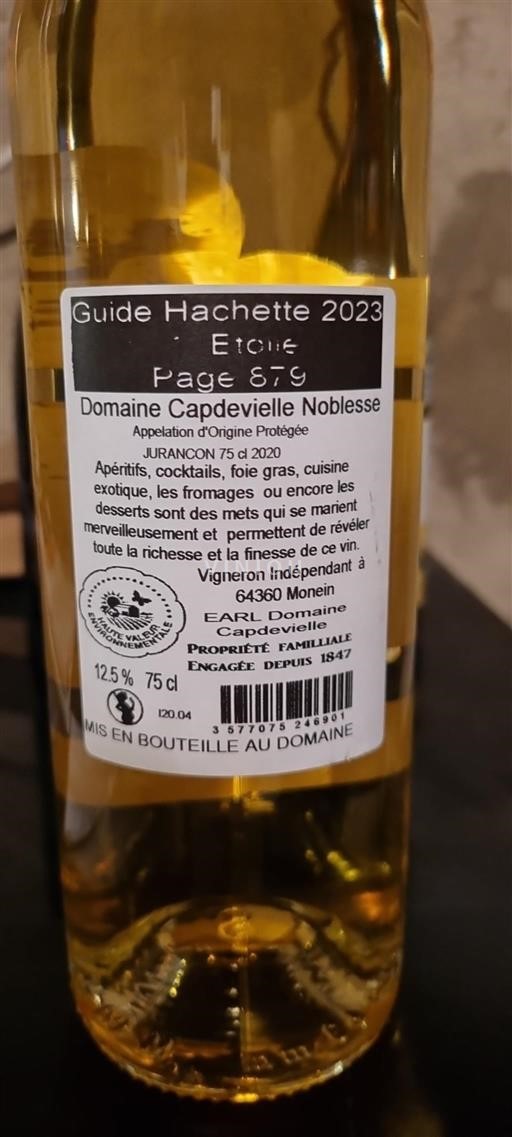 Guide Hachette 2023
Etoile
Page 879
Domaine Capdevielle Noblesse
Appelation d'Origine Protégée
JURANCON 75 cl 2020
Apéritifs, cocktails, foie gras, cuisine
exotique, les fromages ou encore les
desserts sont des mets qui se marient
merveilleusement et permettent de révéler
toute la richesse et la finesse de ce vin.
Vigneron Indépendant à
64360 Monein
EARL Domaine
Capdevielle
PROPRIÉTÉ FAMILLIALE
ENGAGÉE DEPUIS 1847
HAUTE VALEUR
ENVIRONNEMENTALE
12.5% 75 cl
l20.04
3 577075 246901
MIS EN BOUTEILLE AU DOMAINE